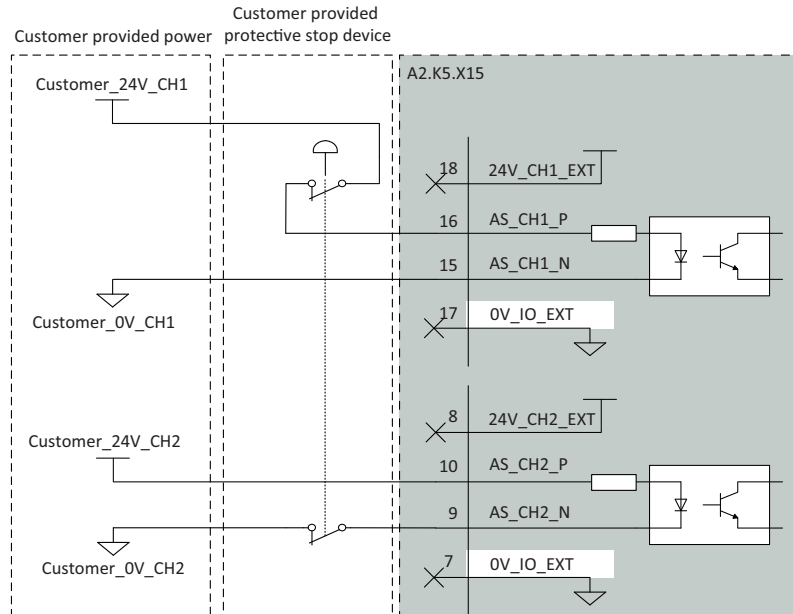 Customer provided power
Customer provided
protective stop device
A2.K5.X15
Customer_24V_CH1
18 24V_CH1_EXT
16 AS_CH1_P
15 AS_CH1_N
Customer_0V_CH1
17 0V_IO_EXT
8 24V_CH2_EXT
Customer_24V_CH2
10 AS_CH2_P
9 AS_CH2_N
Customer_0V_CH2
7 0V_IO_EXT